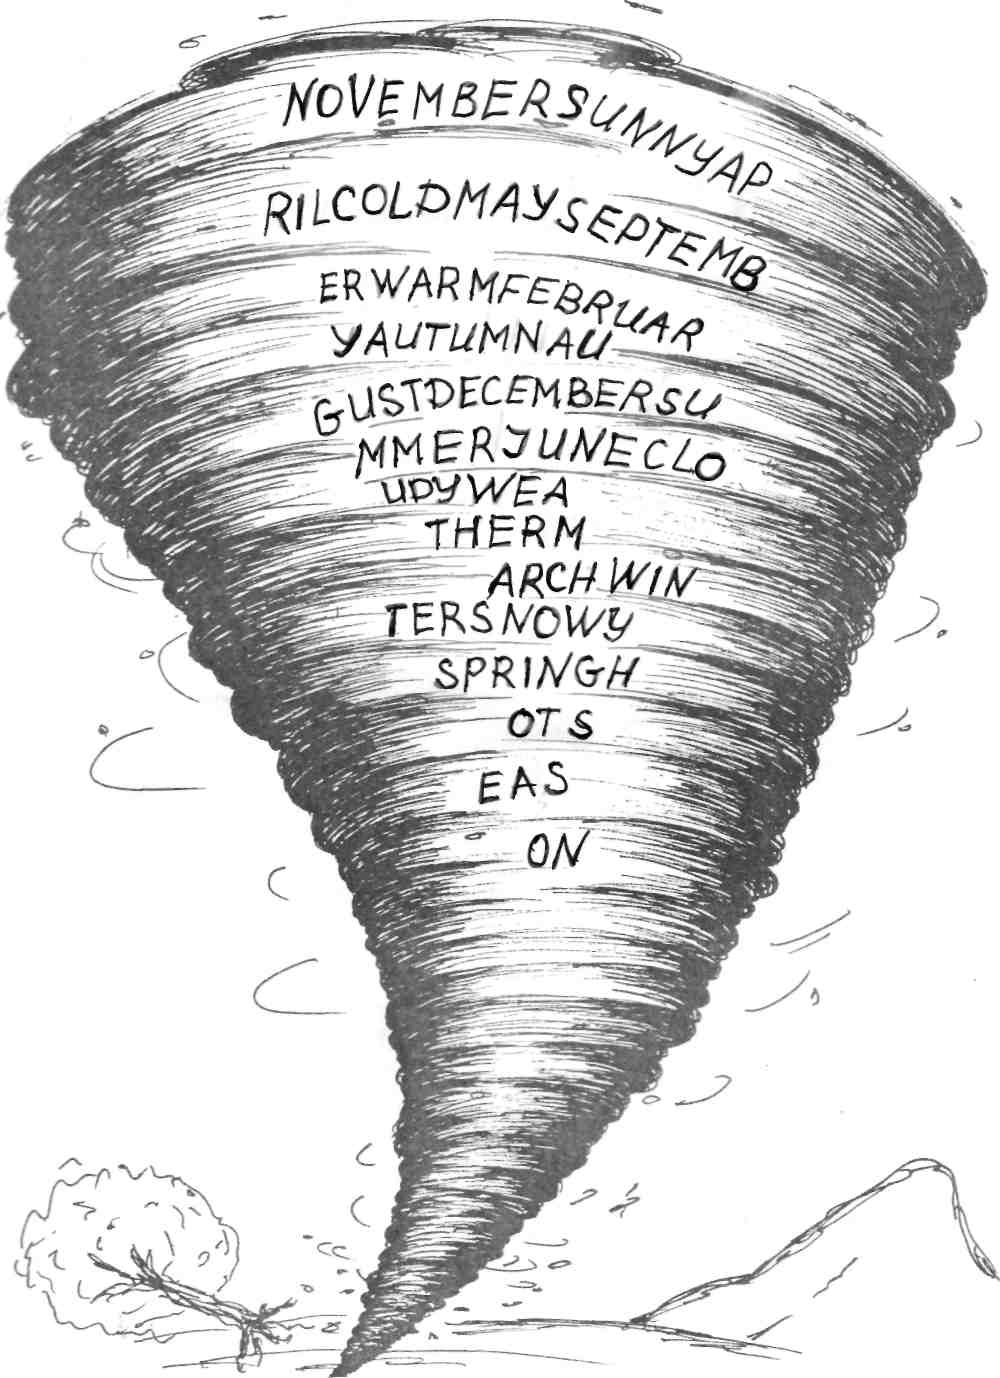 NOVEMBERSUNNYAP
RILCOLDMAYSEPTEMB
ERWARMFEBRUAR
YAUTUMNAU
GUSTDECEMBERSU
MMERJUNECLO
UDYWEA
THERM
ARCHWIN
TERSNOWY
SPRINGH
OTS
EAS
ON